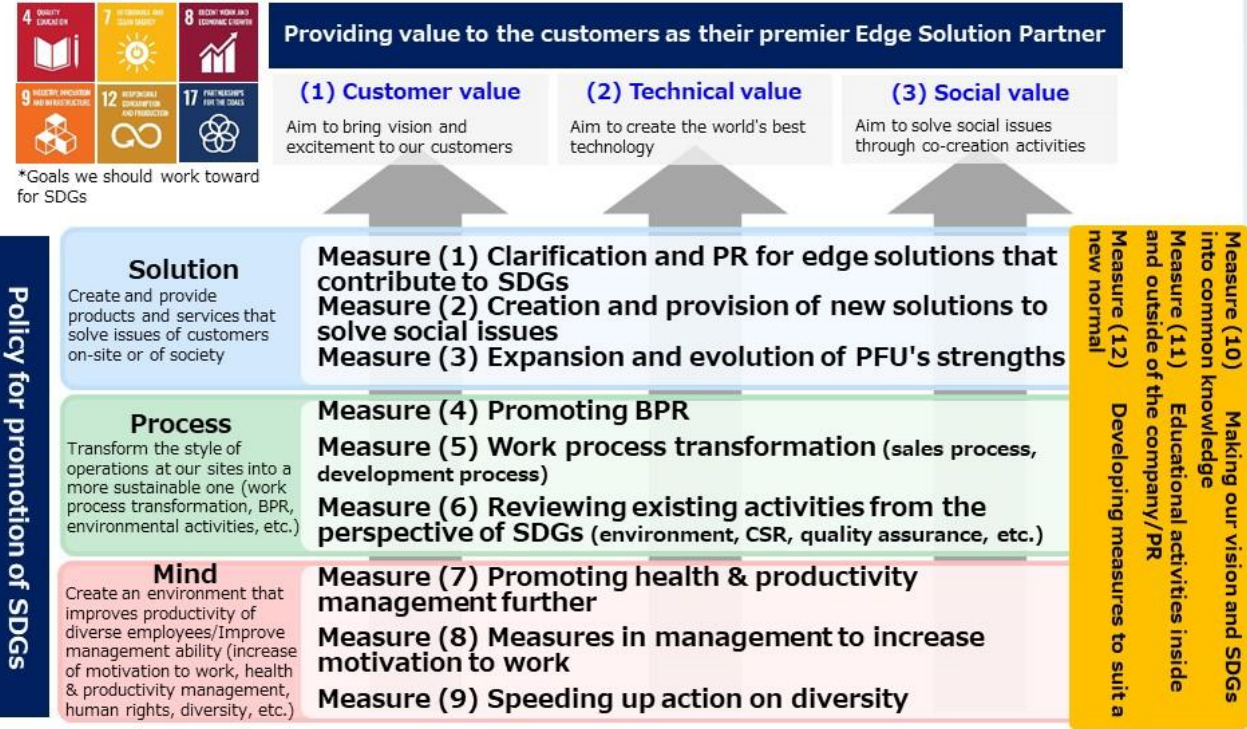 4 QUALITY
EDUCATION
7 AFFORDABLE AND
CLEAN ENERGY
8 DECENT WORK AND
ECONOMIC GROWTH
9 INDUSTRY, INNOVATION
AND INFRASTRUCTURE
12 RESPONSIBLE
CONSUMPTION
AND PRODUCTION
17 PARTNERSHIPS
FOR THE GOALS
*Goals we should work toward
for SDGs
Providing value to the customers as their premier Edge Solution Partner
(1) Customer value
Aim to bring vision and
excitement to our customers
(2) Technical value
Aim to create the world's best
technology
(3) Social value
Aim to solve social issues
through co-creation activities
Policy for promotion of SDGs
Solution
Create and provide
products and services that
solve issues of customers
on-site or of society
Measure (1) Clarification and PR for edge solutions that
contribute to SDGs
Measure (2) Creation and provision of new solutions to
solve social issues
Measure (3) Expansion and evolution of PFU's strengths
Process
Transform the style of
operations at our sites into a
more sustainable one (work
process transformation, BPR,
environmental activities, etc.)
Measure (4) Promoting BPR
Measure (5) Work process transformation (sales process,
development process)
Measure (6) Reviewing existing activities from the
perspective of SDGs (environment, CSR, quality assurance, etc.)
Mind
Create an environment that
improves productivity of
diverse employees/Improve
management ability (increase
of motivation to work, health
& productivity management,
human rights, diversity, etc.)
Measure (7) Promoting health & productivity
management further
Measure (8) Measures in management to increase
motivation to work
Measure (9) Speeding up action on diversity
Measure (10) Making our vision and SDGs
into common knowledge
Measure (11) Educational activities inside
and outside of the company/PR
Measure (12) Developing measures to suit a
new normal